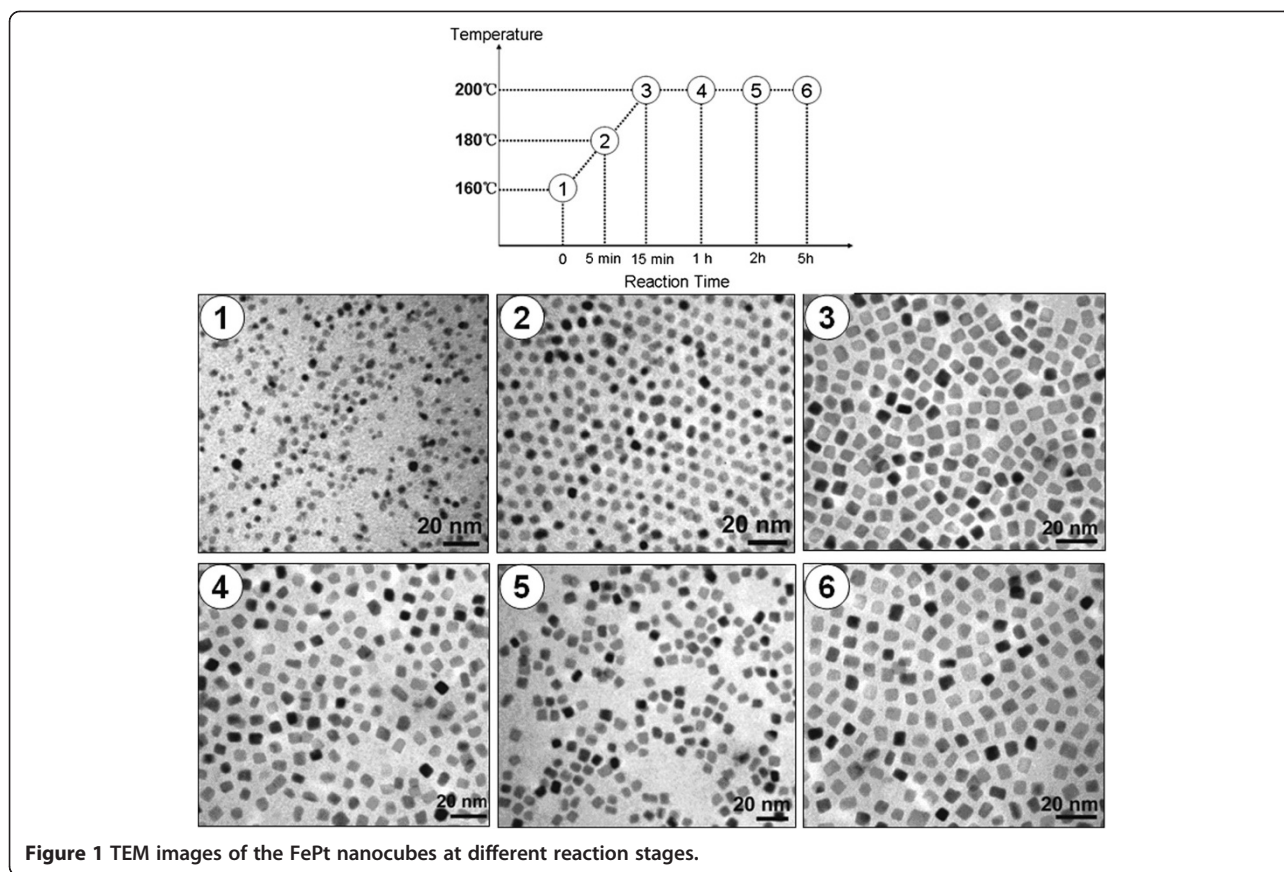 Temperature
200℃
180℃
160℃
1
2
3
4
5
6
0 5 min 15 min 1 h 2h 5h
Reaction Time
1
20 nm
2
20 nm
3
20 nm
4
20 nm
5
20 nm
6
20 nm
Figure 1 TEM images of the FePt nanocubes at different reaction stages.